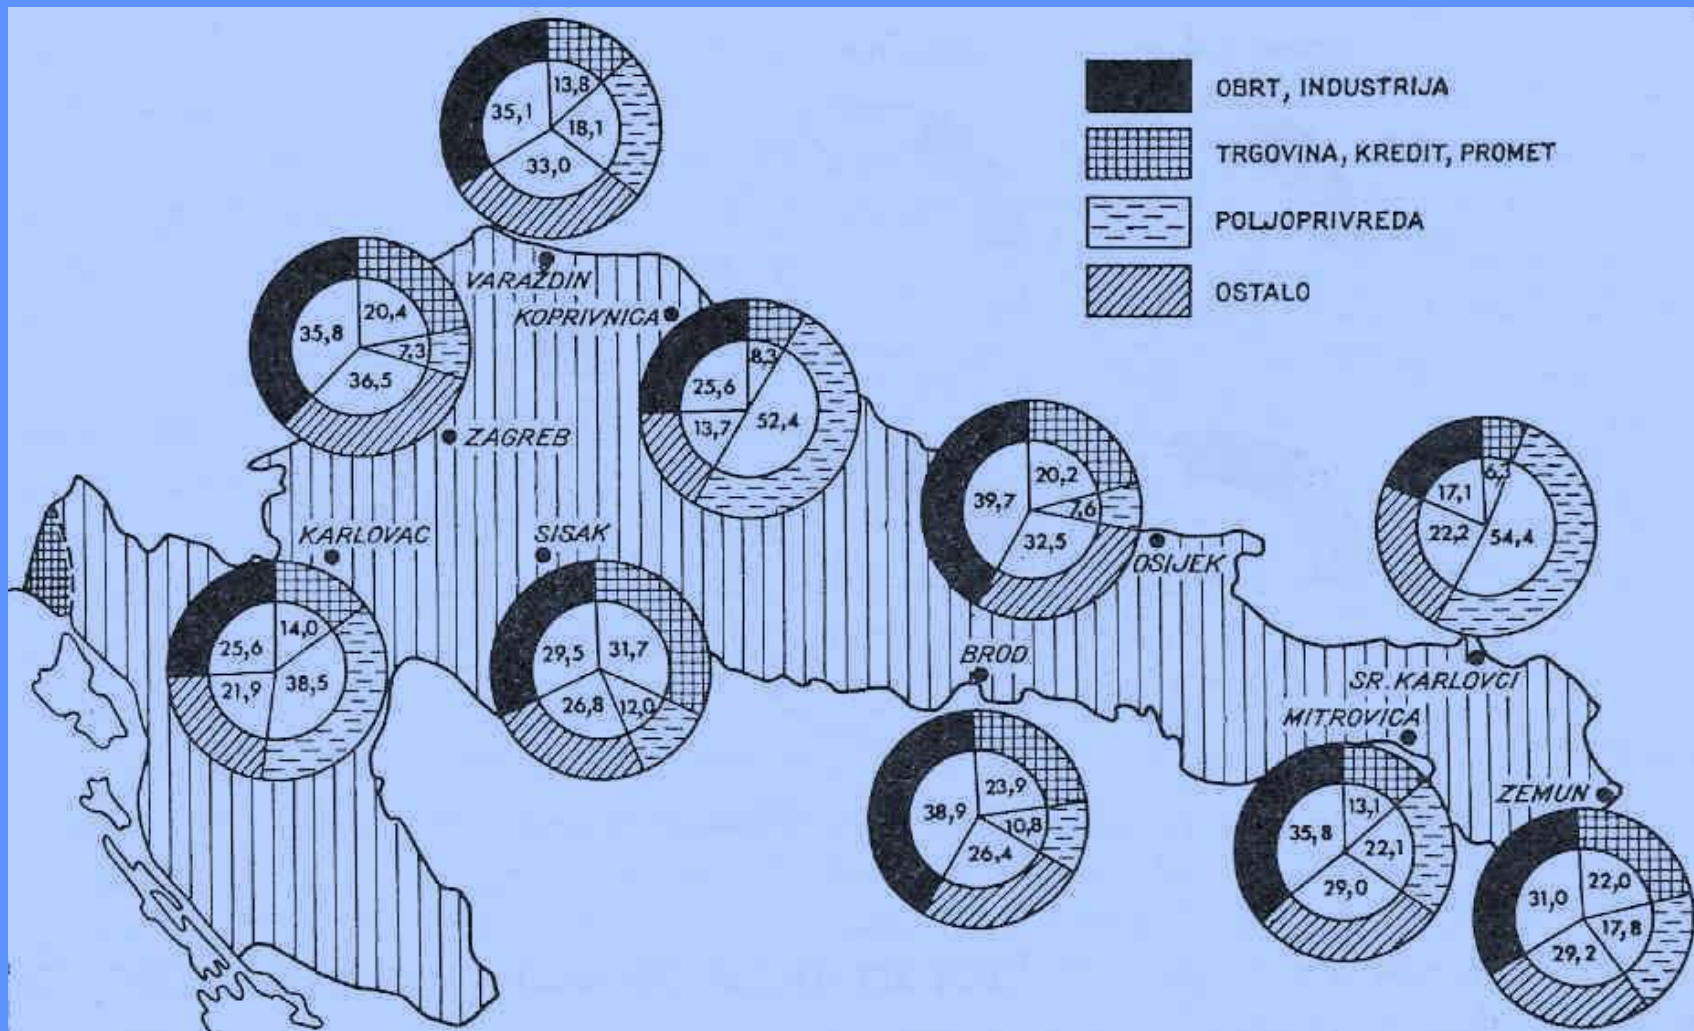 OBRT, INDUSTRIJA
TRGOVINA, KREDIT, PROMET
POLJOPRIVREDA
OSTALO
13,8
35,1
18,1
33,0
VARAŽDIN
KOPRIVNICA
20,4
35,8
7,3
36,5
ZAGREB
8,3
25,6
13,7
52,4
20,2
39,7
7,6
32,5
OSIJEK
6,3
17,1
22,2
54,4
SR. KARLOVCI
KARLOVAC
14,0
25,6
21,9
38,5
SISAK
29,5
31,7
26,8
12,0
BROD
23,9
38,9
10,8
26,4
MITROVICA
13,1
35,8
22,1
29,0
ZEMUN
22,0
31,0
17,8
29,2